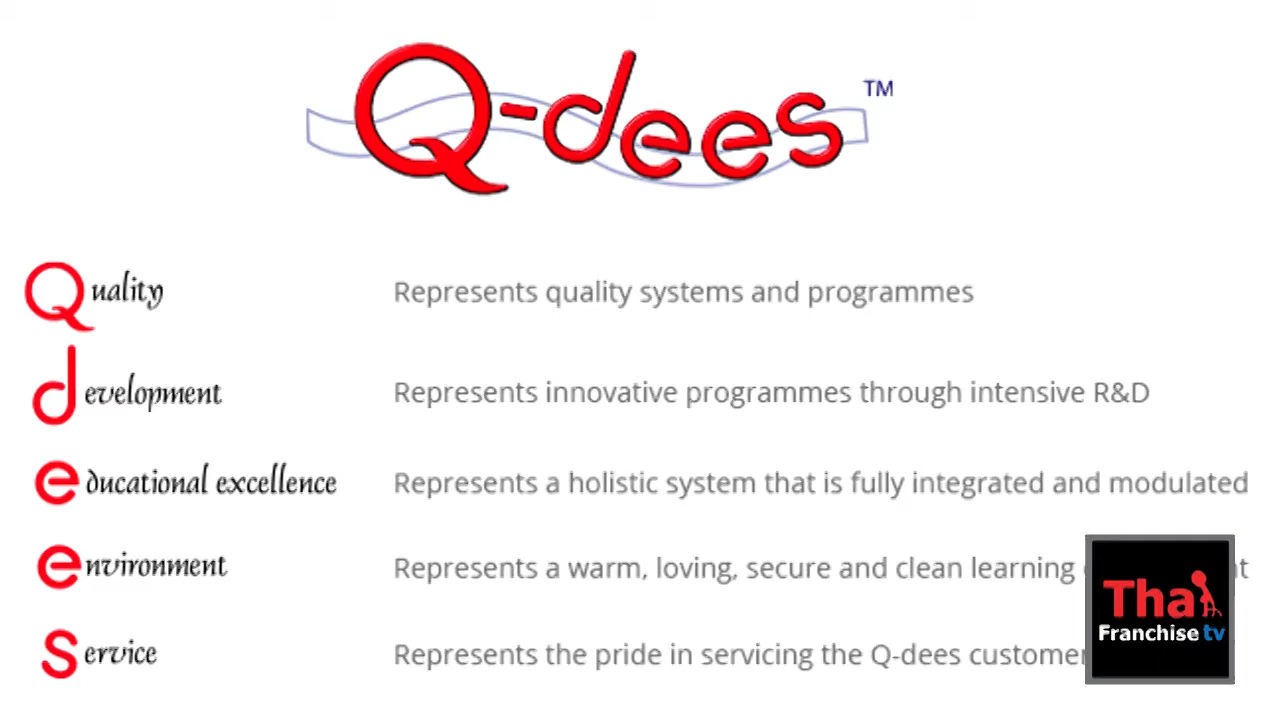 Q-dees TM
Quality Represents quality systems and programmes
development Represents innovative programmes through intensive R&D
educational excellence Represents a holistic system that is fully integrated and modulated
environment Represents a warm, loving, secure and clean learning
service Represents the pride in servicing the Q-dees
Thai
Franchise tv